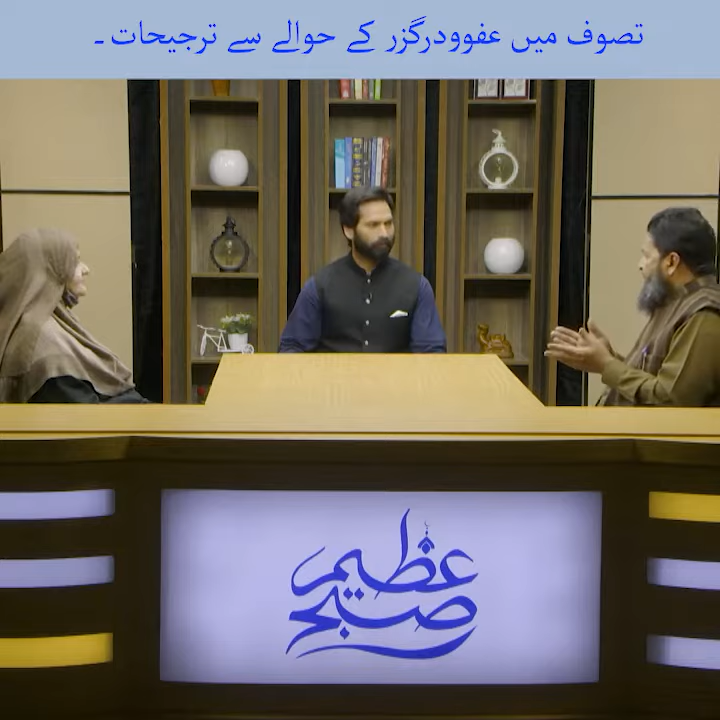 تصوف میں عفوودرگزر کے حوالے سے ترجیحات۔
عظیم
صبح